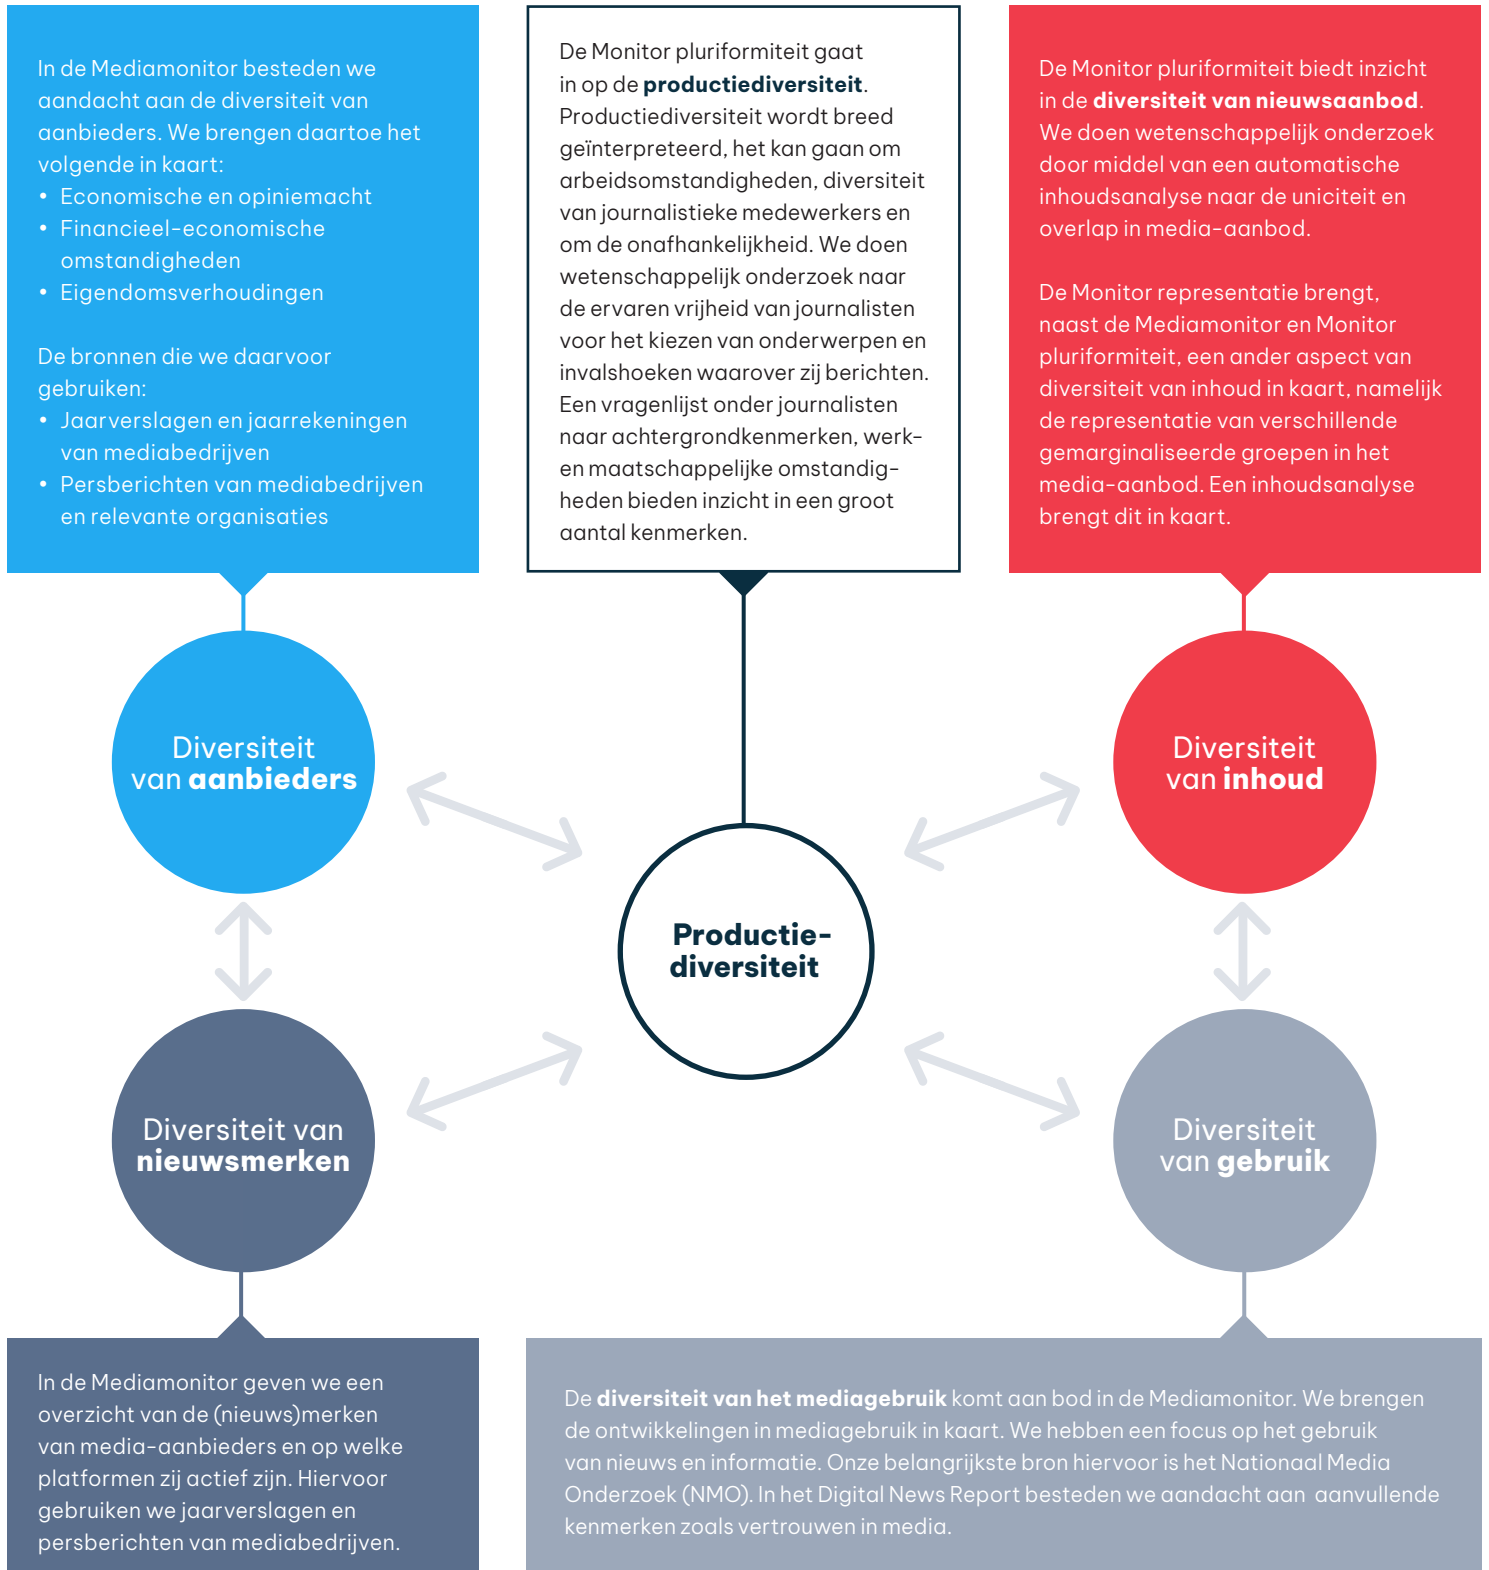 In de Mediamonitor besteden we
aandacht aan de diversiteit van
aanbieders. We brengen daartoe het
volgende in kaart:
• Economische en opiniemacht
• Financieel-economische
omstandigheden
• Eigendomsverhoudingen
De bronnen die we daarvoor
gebruiken:
• Jaarverslagen en jaarrekeningen
van mediabedrijven
• Persberichten van mediabedrijven
en relevante organisaties
De Monitor pluriformiteit gaat
in op de productiediversiteit.
Productiediversiteit wordt breed
geïnterpreteerd, het kan gaan om
arbeidsomstandigheden, diversiteit
van journalistieke medewerkers en
om de onafhankelijkheid. We doen
wetenschappelijk onderzoek naar
de ervaren vrijheid van journalisten
voor het kiezen van onderwerpen en
invalshoeken waarover zij berichten.
Een vragenlijst onder journalisten
naar achtergrondkenmerken, werk-
en maatschappelijke omstandig-
heden bieden inzicht in een groot
aantal kenmerken.
De Monitor pluriformiteit biedt inzicht
in de diversiteit van nieuwsaanbod.
We doen wetenschappelijk onderzoek
door middel van een automatische
inhoudsanalyse naar de uniciteit en
overlap in media-aanbod.
De Monitor representatie brengt,
naast de Mediamonitor en Monitor
pluriformiteit, een ander aspect van
diversiteit van inhoud in kaart, namelijk
de representatie van verschillende
gemarginaliseerde groepen in het
media-aanbod. Een inhoudsanalyse
brengt dit in kaart.
Diversiteit
van aanbieders
Diversiteit
van inhoud
Productie-
diversiteit
Diversiteit van
nieuwsmerken
Diversiteit
van gebruik
In de Mediamonitor geven we een
overzicht van de (nieuws)merken
van media-aanbieders en op welke
platformen zij actief zijn. Hiervoor
gebruiken we jaarverslagen en
persberichten van mediabedrijven.
De diversiteit van het mediagebruik komt aan bod in de Mediamonitor. We brengen
de ontwikkelingen in mediagebruik in kaart. We hebben een focus op het gebruik
van nieuws en informatie. Onze belangrijkste bron hiervoor is het Nationaal Media
Onderzoek (NMO). In het Digital News Report besteden we aandacht aan aanvullende
kenmerken zoals vertrouwen in media.